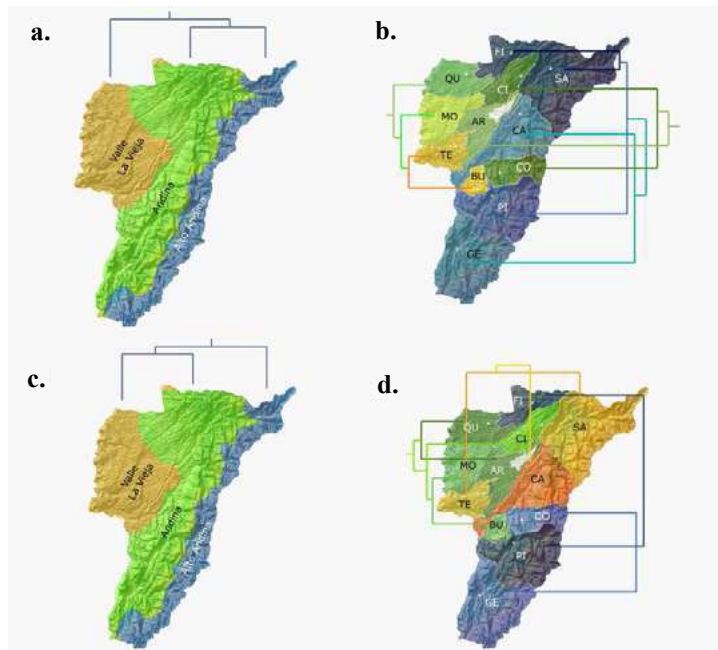 a.
Valle
La Vieja
Andina
Alto Andina
b.
FI
QU
CI
SA
MO
AR
CA
TE
BU
CO
PI
GE
c.
Valle
La Vieja
Andina
Alto Andina
d.
FI
QU
CI
SA
MO
AR
CA
TE
BU
CO
PI
GE